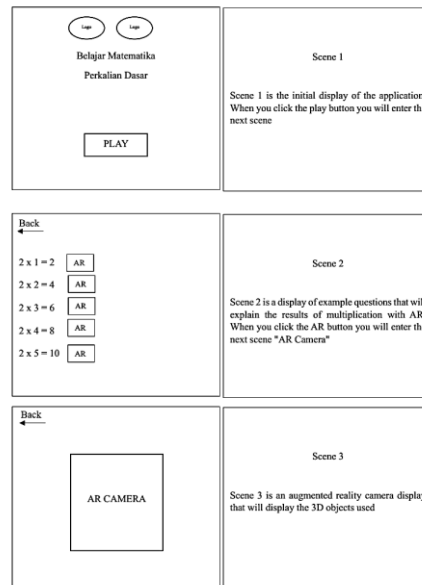 Logo Logo
Belajar Matematika
Perkalian Dasar
PLAY
Scene 1
Scene 1 is the initial display of the application
When you click the play button you will enter th
next scene
Back
2 x 1 = 2 AR
2 x 2 = 4 AR
2 x 3 = 6 AR
2 x 4 = 8 AR
2 x 5 = 10 AR
Scene 2
Scene 2 is a display of example questions that wil
explain the results of multiplication with AR
When you click the AR button you will enter the
next scene "AR Camera"
Back
AR CAMERA
Scene 3
Scene 3 is an augmented reality camera display
that will display the 3D objects used